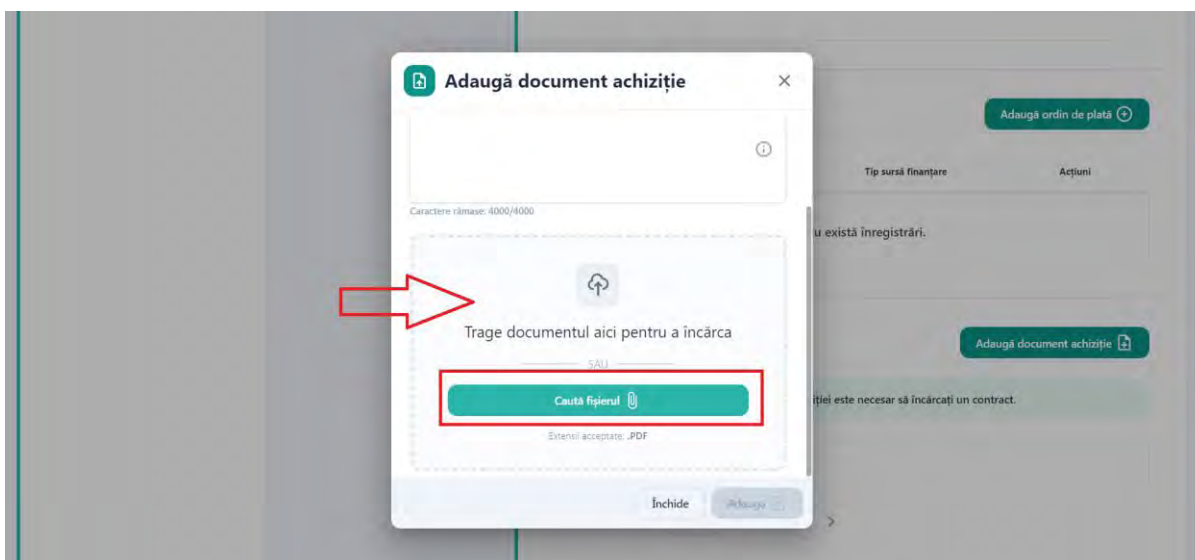 Adaugă document achiziție
Adaugă ordin de plată
Tip sursă finanțare
Acțiuni
Caractere rămase: 4000/4000
u există înregistrări.
Trage documentul aici pentru a încărca
SAU
Adaugă document achiziție
Caută fișierul
iției este necesar să încărcați un contract.
Extensii acceptate: .PDF
Închide
Adaugă